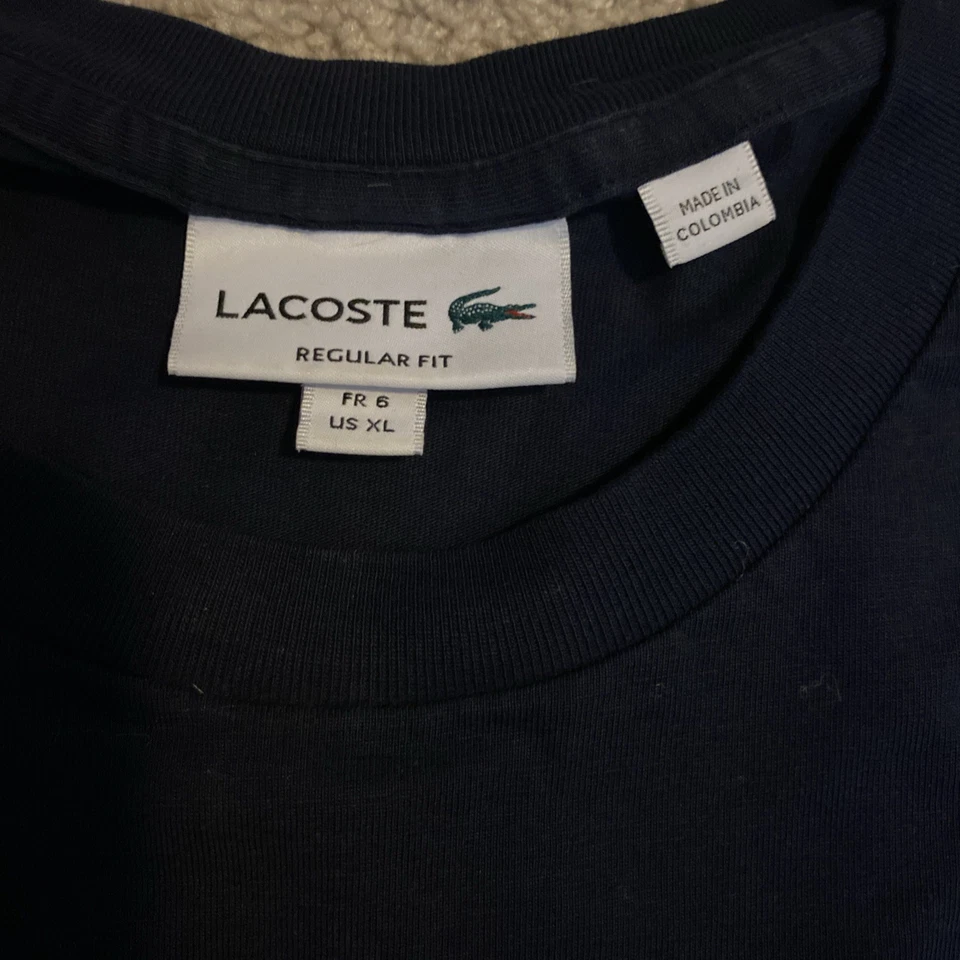 MADE IN
COLOMBIA
LACOSTE
REGULAR FIT
FR 6
US XL